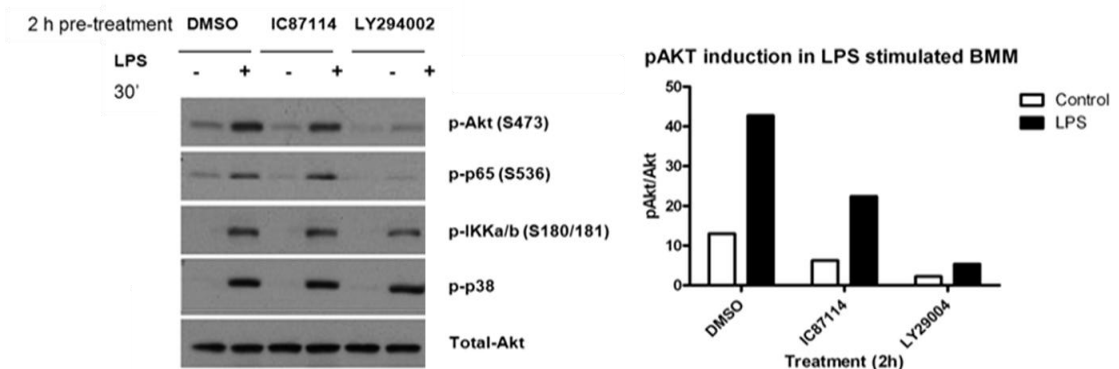 2 h pre-treatment DMSO IC87114 LY294002
LPS - + - + - +
30'
p-Akt (S473)
p-p65 (S536)
p-IKKa/b (S180/181)
p-p38
Total-Akt
pAKT induction in LPS stimulated BMM
50
40
30
20
10
0
pAkt/Akt
Control
LPS
DMSO
IC87114
LY29004
Treatment (2h)